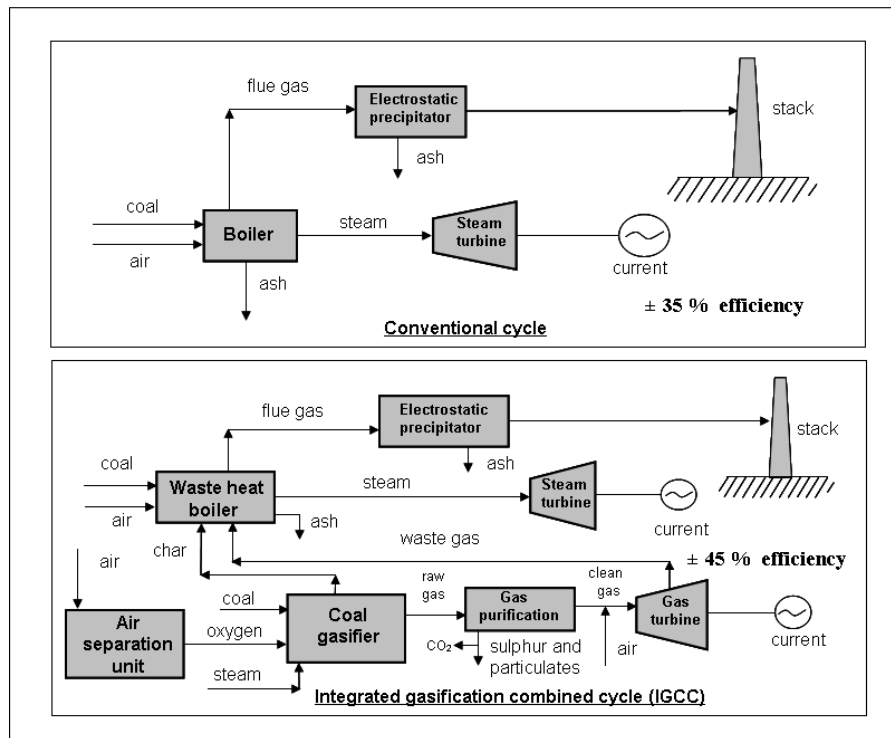 flue gas
Electrostatic
precipitator
stack
ash
coal
Boiler
steam
Steam
turbine
air
current
ash
± 35 % efficiency
Conventional cycle
flue gas
Electrostatic
precipitator
stack
coal
ash
Waste heat
boiler
steam
Steam
turbine
air
ash
current
char
waste gas
± 45 % efficiency
air
raw
gas
clean
gas
coal
Coal
gasifier
Gas
purification
Gas
turbine
Air
separation
unit
oxygen
current
CO₂
sulphur and
particulates
air
steam
Integrated gasification combined cycle (IGCC)